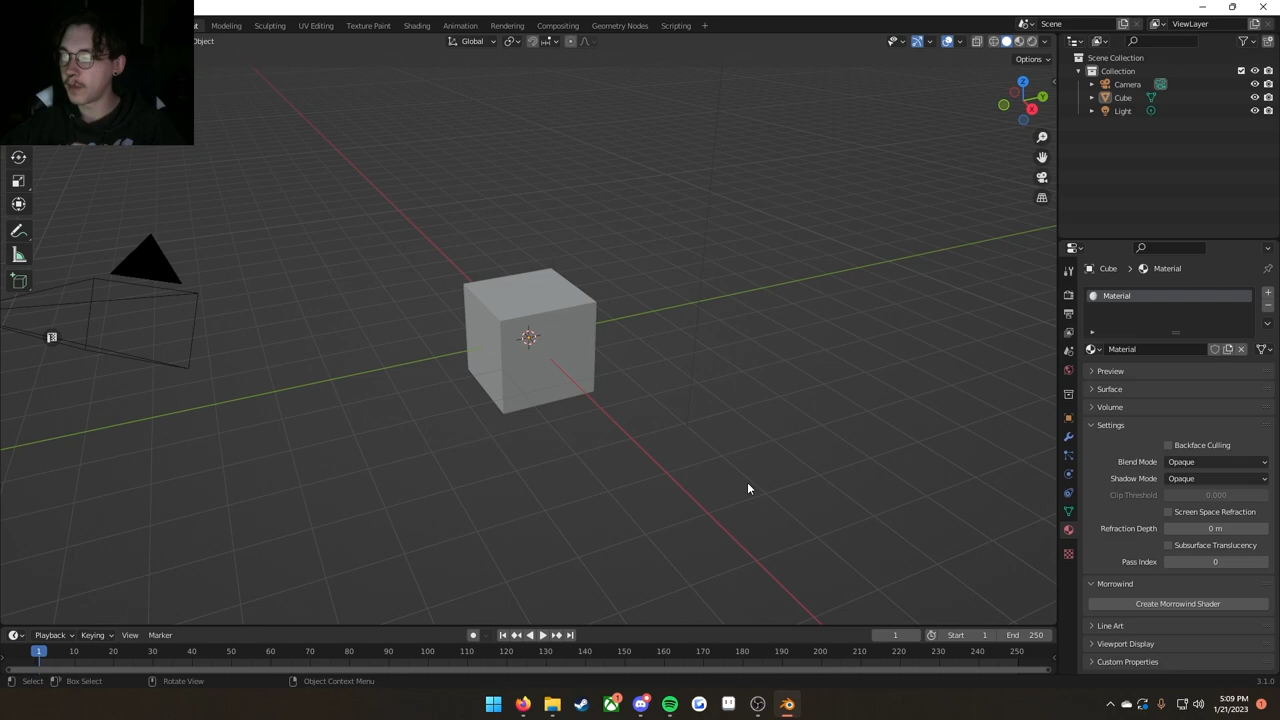 Modeling Sculpting UV Editing Texture Paint Shading Animation Rendering Compositing Geometry Nodes Scripting + Scene ViewLayer
Object Global
Options
X
Y
Z
Scene Collection
Collection
Camera
Cube
Light
Cube > Material
Material
Material
Preview
Surface
Volume
Settings
Backface Culling
Blend Mode Opaque
Shadow Mode Opaque
Clip Threshold 0.000
Screen Space Refraction
Refraction Depth 0 m
Subsurface Translucency
Pass Index 0
Morrowind
Create Morrowind Shader
Line Art
Viewport Display
Custom Properties
Playback Keying View Marker 1 Start 1 End 250
1 10 20 30 40 50 60 70 80 90 100 110 120 130 140 150 160 170 180 190 200 210 220 230 240 250
Select Box Select Rotate View Object Context Menu 3.1.0
1
5:09 PM
1/21/2023
1